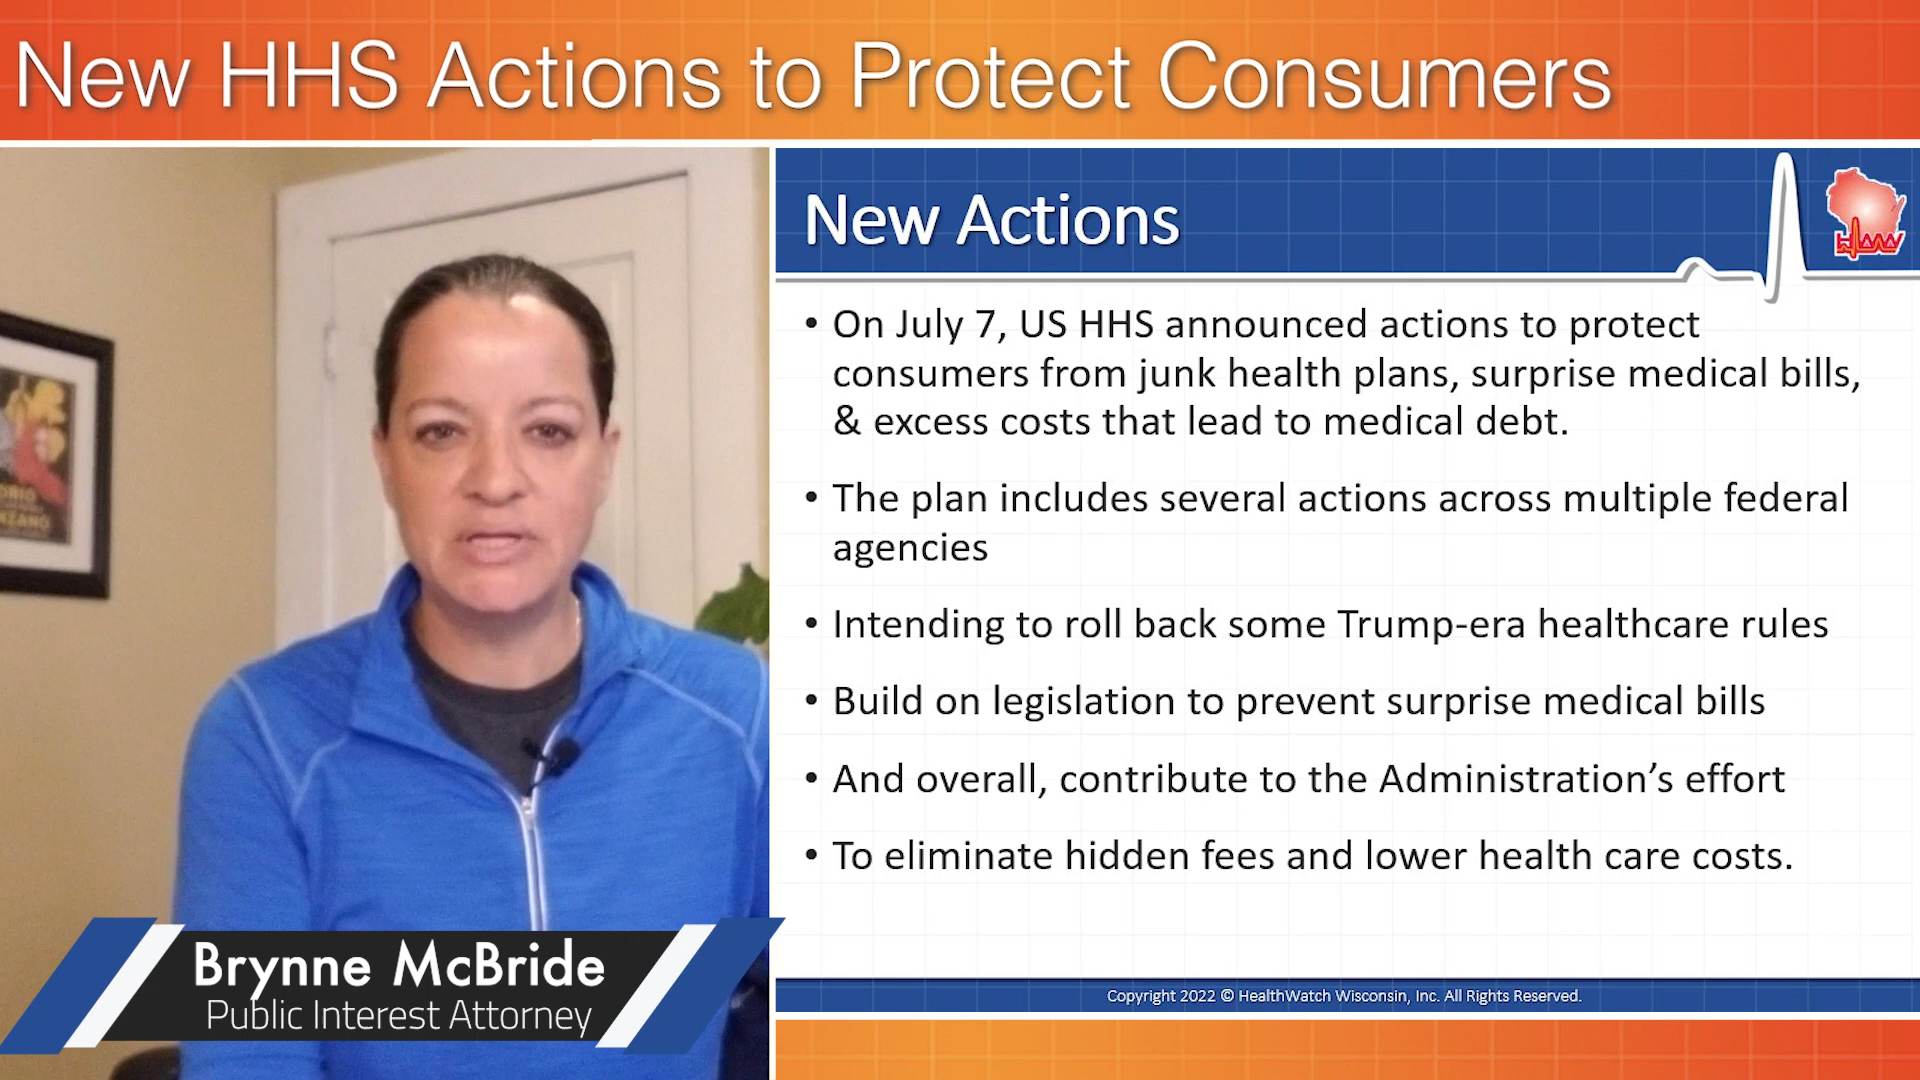 New HHS Actions to Protect Consumers
New Actions
• On July 7, US HHS announced actions to protect
consumers from junk health plans, surprise medical bills,
& excess costs that lead to medical debt.
• The plan includes several actions across multiple federal
agencies
• Intending to roll back some Trump-era healthcare rules
• Build on legislation to prevent surprise medical bills
• And overall, contribute to the Administration’s effort
• To eliminate hidden fees and lower health care costs.
Copyright 2022 © HealthWatch Wisconsin, Inc. All Rights Reserved.
Brynne McBride
Public Interest Attorney